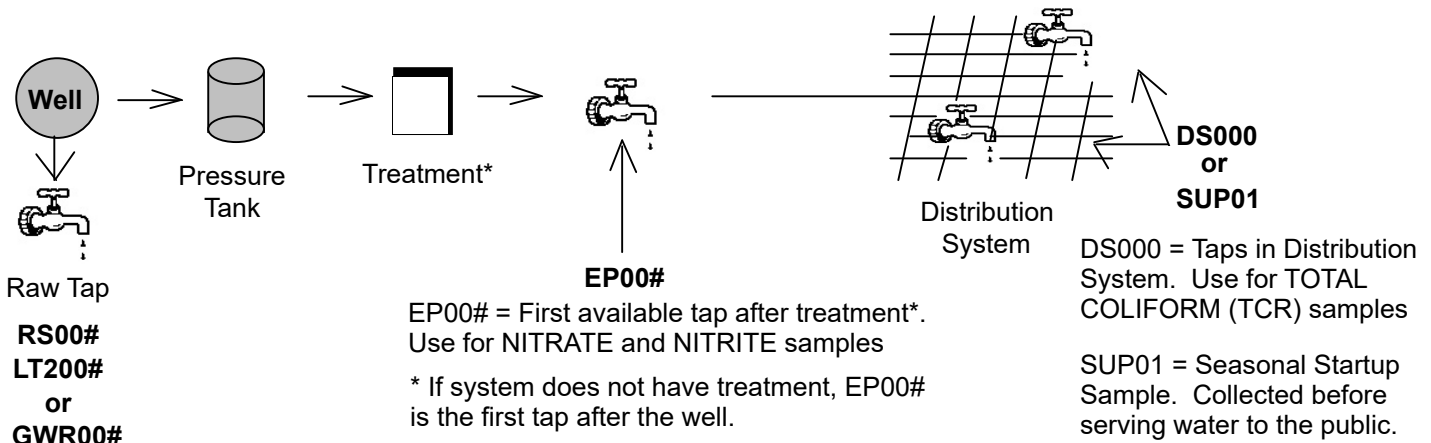 Well
Raw Tap
RS00#
LT200#
or
GWR00#
Pressure
Tank
Treatment*
EP00#
EP00# = First available tap after treatment*.
Use for NITRATE and NITRITE samples
* If system does not have treatment, EP00#
is the first tap after the well.
Distribution
System
DS000
or
SUP01
DS000 = Taps in Distribution
System. Use for TOTAL
COLIFORM (TCR) samples
SUP01 = Seasonal Startup
Sample. Collected before
serving water to the public.